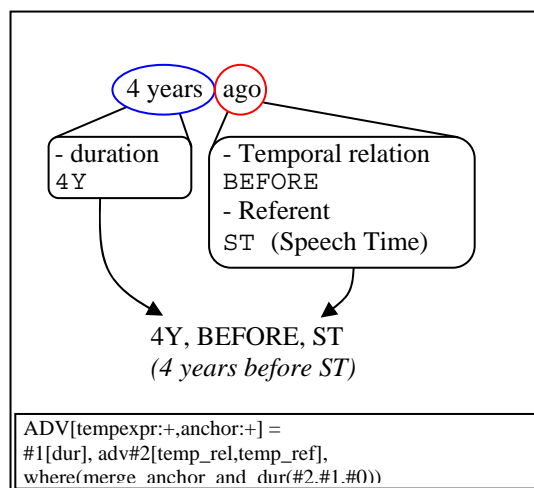 4 years ago
- duration
4Y
- Temporal relation
BEFORE
- Referent
ST (Speech Time)
4Y, BEFORE, ST
(4 years before ST)
ADV[tempexpr:+,anchor:+] =
#1[dur], adv#2[temp_rel,temp_ref],
where(merge_anchor_and_dur(#2,#1,#0))